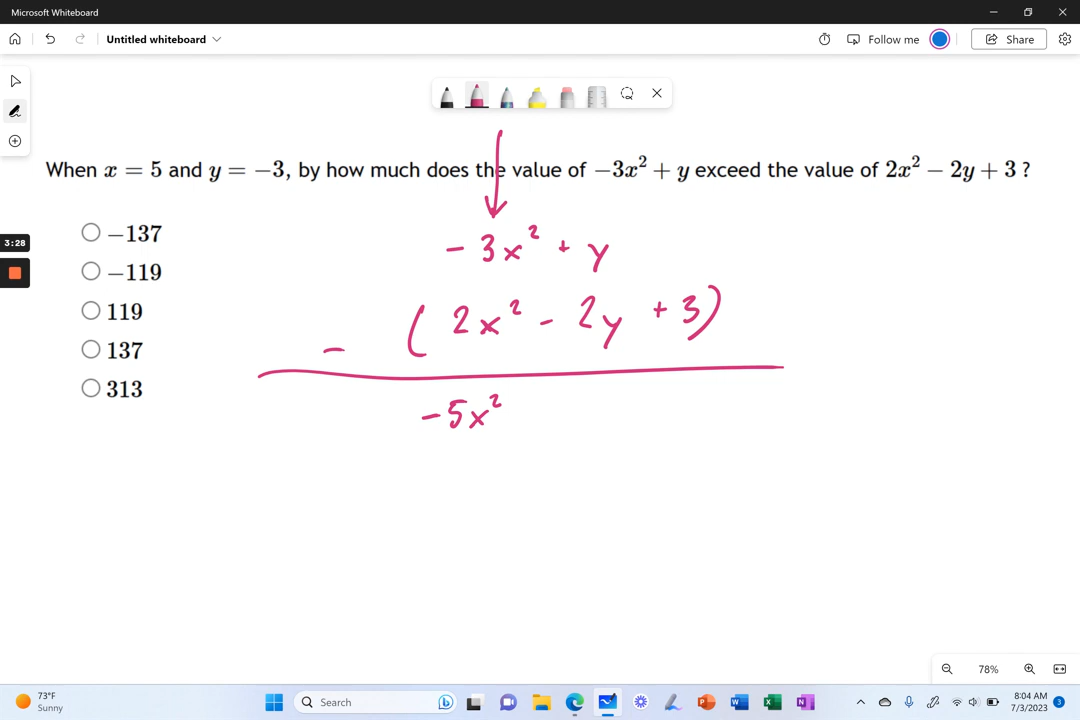 Microsoft Whiteboard
Untitled whiteboard
Follow me
Share
When x = 5 and y = −3, by how much does the value of −3x² + y exceed the value of 2x² − 2y + 3 ?
−137
3:28
−119
119
137
313
- 3x² + y
- ( 2x² - 2y + 3)
-5x²
78%
73°F
Sunny
Search
8:04 AM
7/3/2023
3